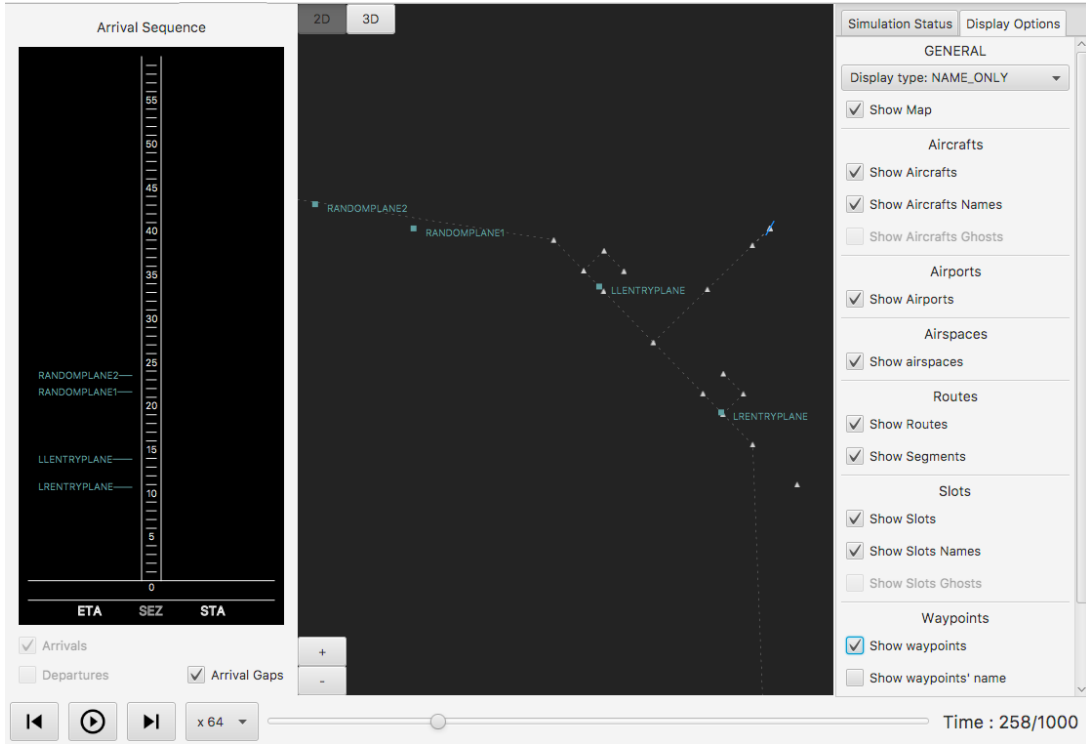 Arrival Sequence
55
50
45
40
35
30
25
20
15
10
5
0
RANDOMPLANE2
RANDOMPLANE1
LLENTRYPLANE
LRENTRYPLANE
ETA SEZ STA
Arrivals
Departures
Arrival Gaps
2D 3D
RANDOMPLANE2
RANDOMPLANE1
LLENTRYPLANE
LRENTRYPLANE
+
-
Simulation Status Display Options
GENERAL
Display type: NAME_ONLY
Show Map
Aircrafts
Show Aircrafts
Show Aircrafts Names
Show Aircrafts Ghosts
Airports
Show Airports
Airspaces
Show airspaces
Routes
Show Routes
Show Segments
Slots
Show Slots
Show Slots Names
Show Slots Ghosts
Waypoints
Show waypoints
Show waypoints' name
x 64
Time : 258/1000